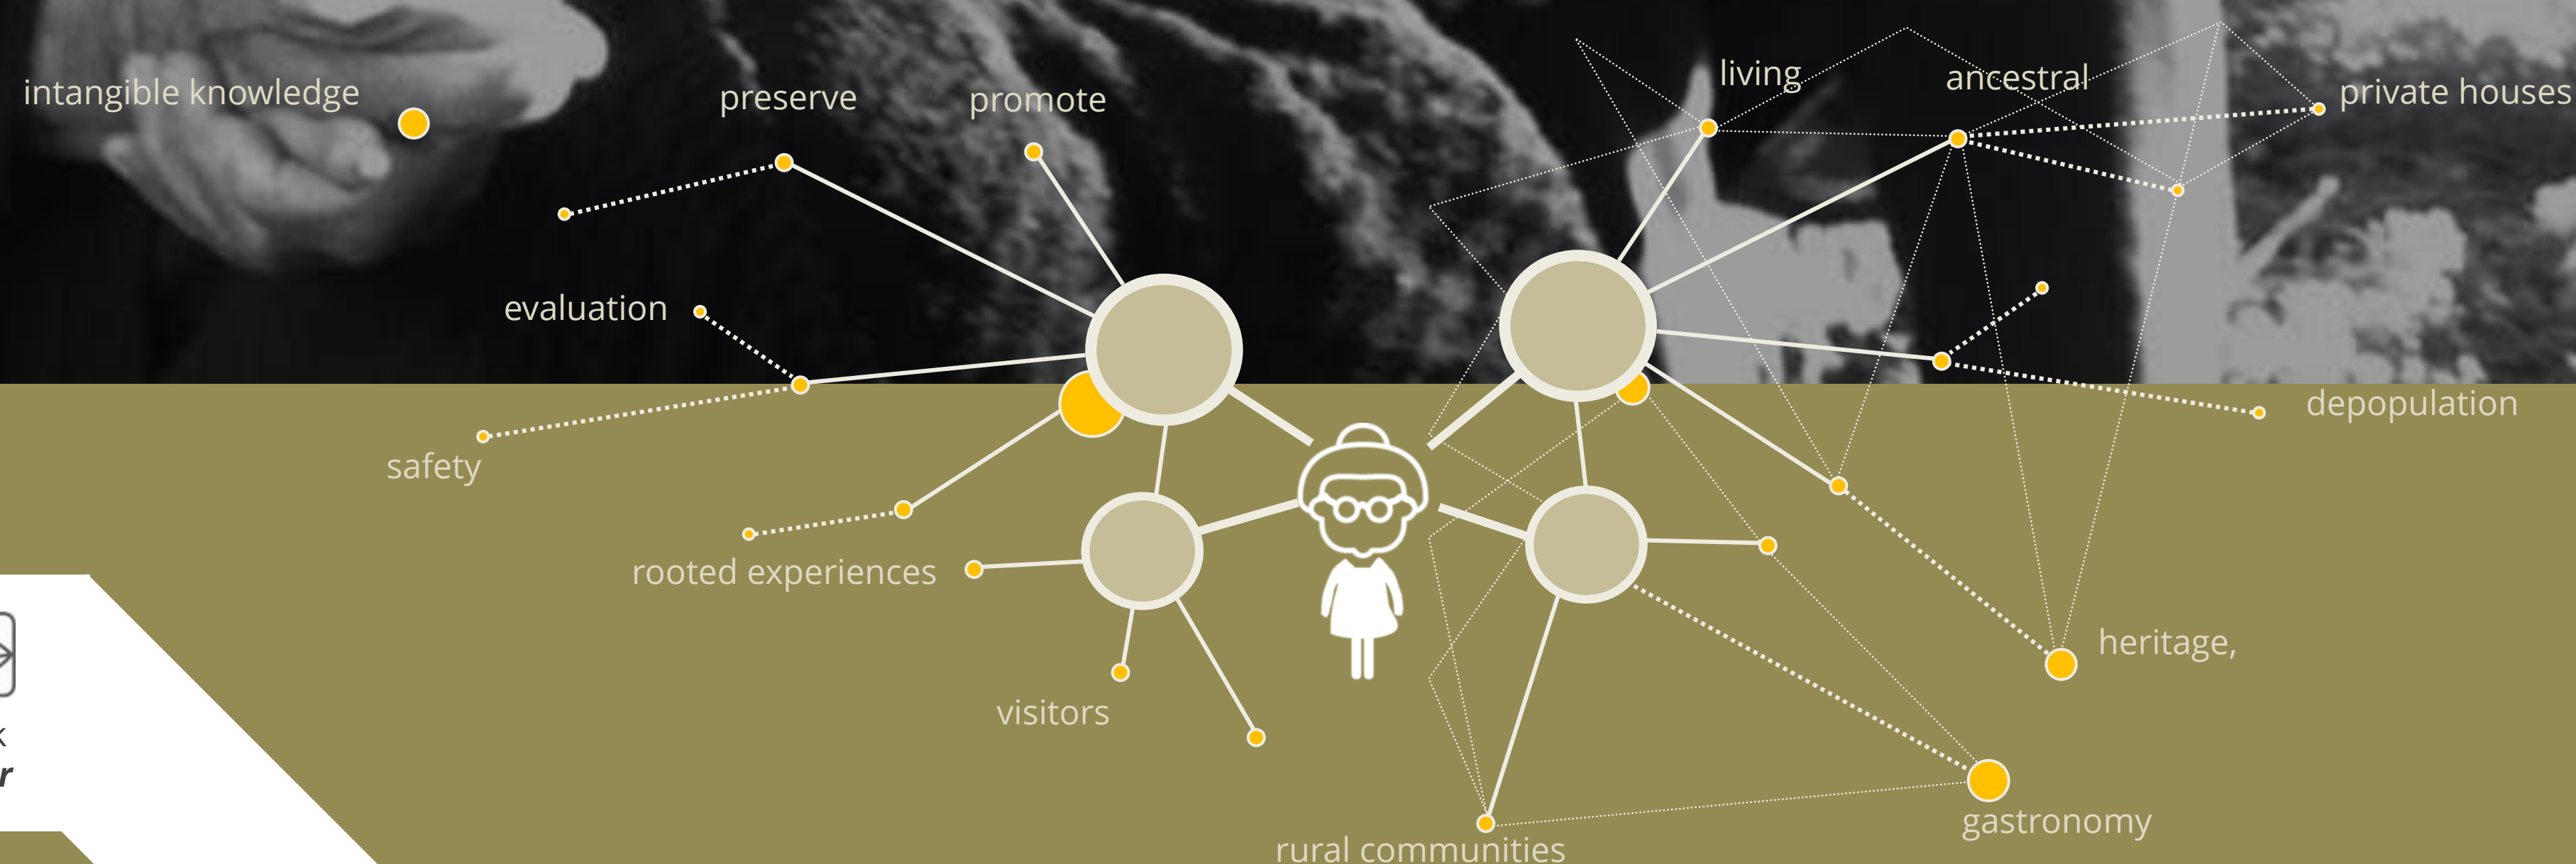 intangible knowledge
preserve
promote
living
ancestral
private houses
evaluation
depopulation
safety
rooted experiences
heritage,
visitors
gastronomy
rural communities